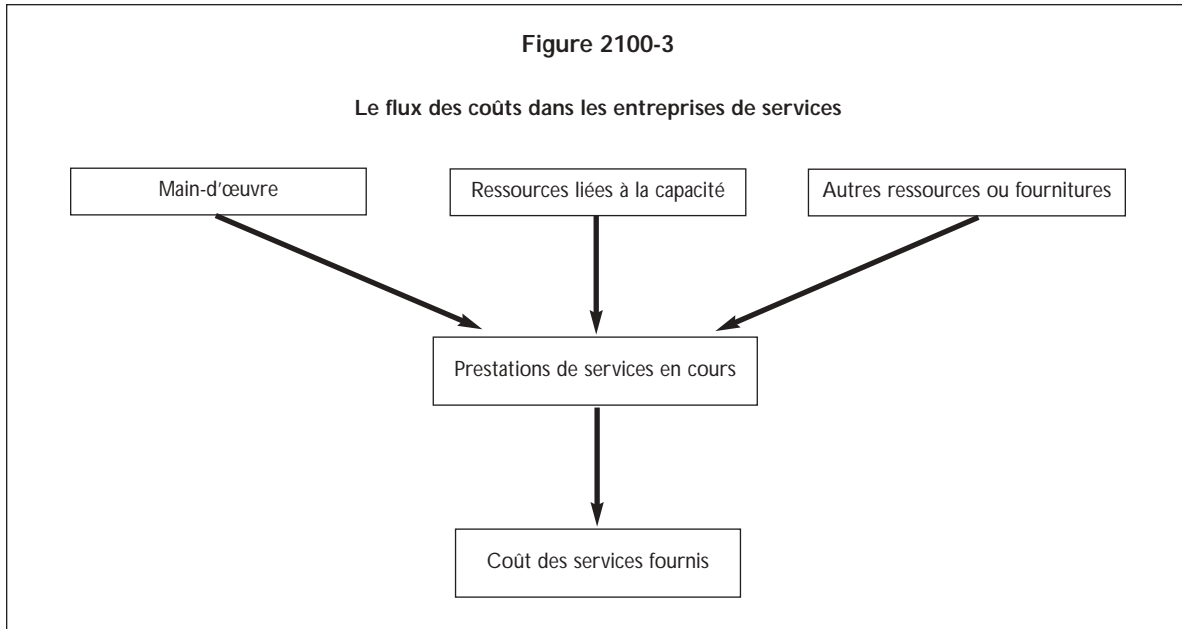 Figure 2100-3
Le flux des coûts dans les entreprises de services
Main-d'œuvre
Ressources liées à la capacité
Autres ressources ou fournitures
Prestations de services en cours
Coût des services fournis